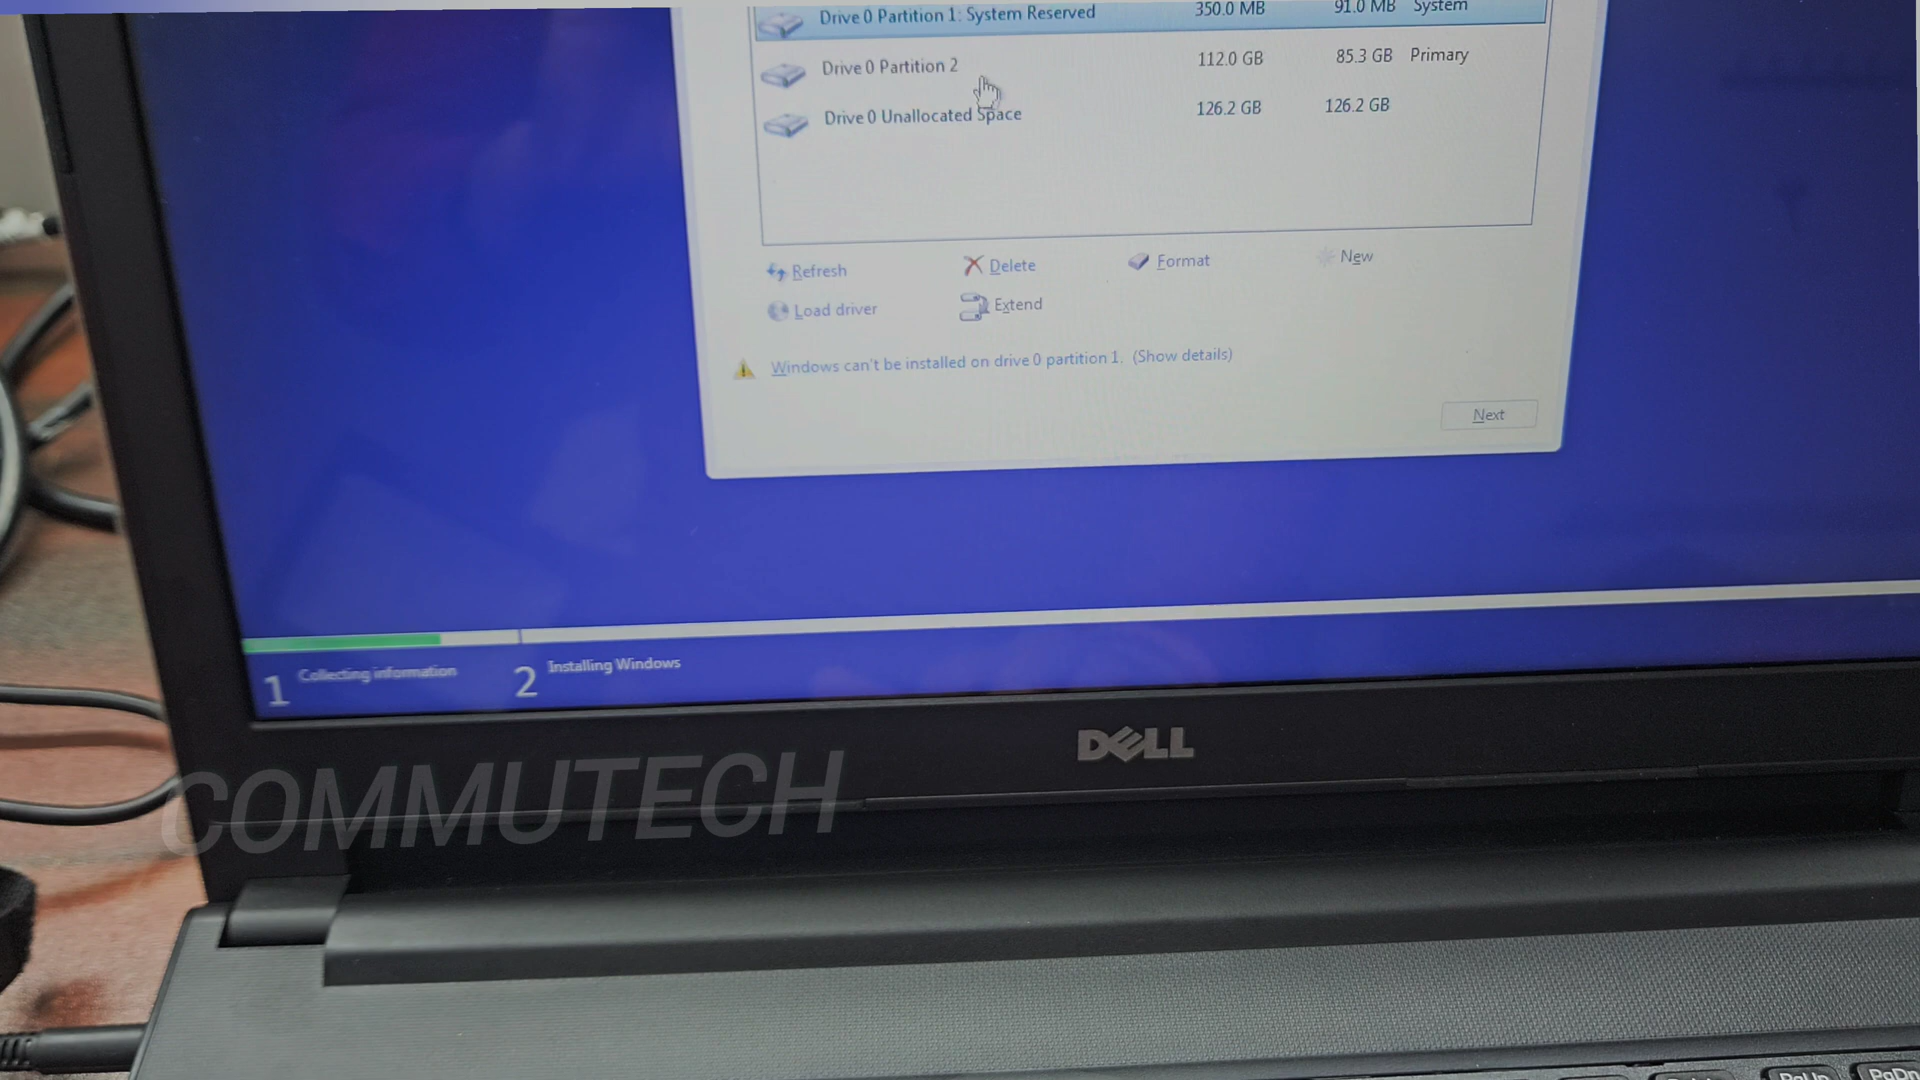 Drive 0 Partition 1: System Reserved 350.0 MB 91.0 MB System
Drive 0 Partition 2 112.0 GB 85.3 GB Primary
Drive 0 Unallocated Space 126.2 GB 126.2 GB
Refresh Delete Format New
Load driver Extend
Windows can't be installed on drive 0 partition 1. (Show details)
Next
1 Collecting information 2 Installing Windows
DELL
COMMUTECH
PgUp PgDn